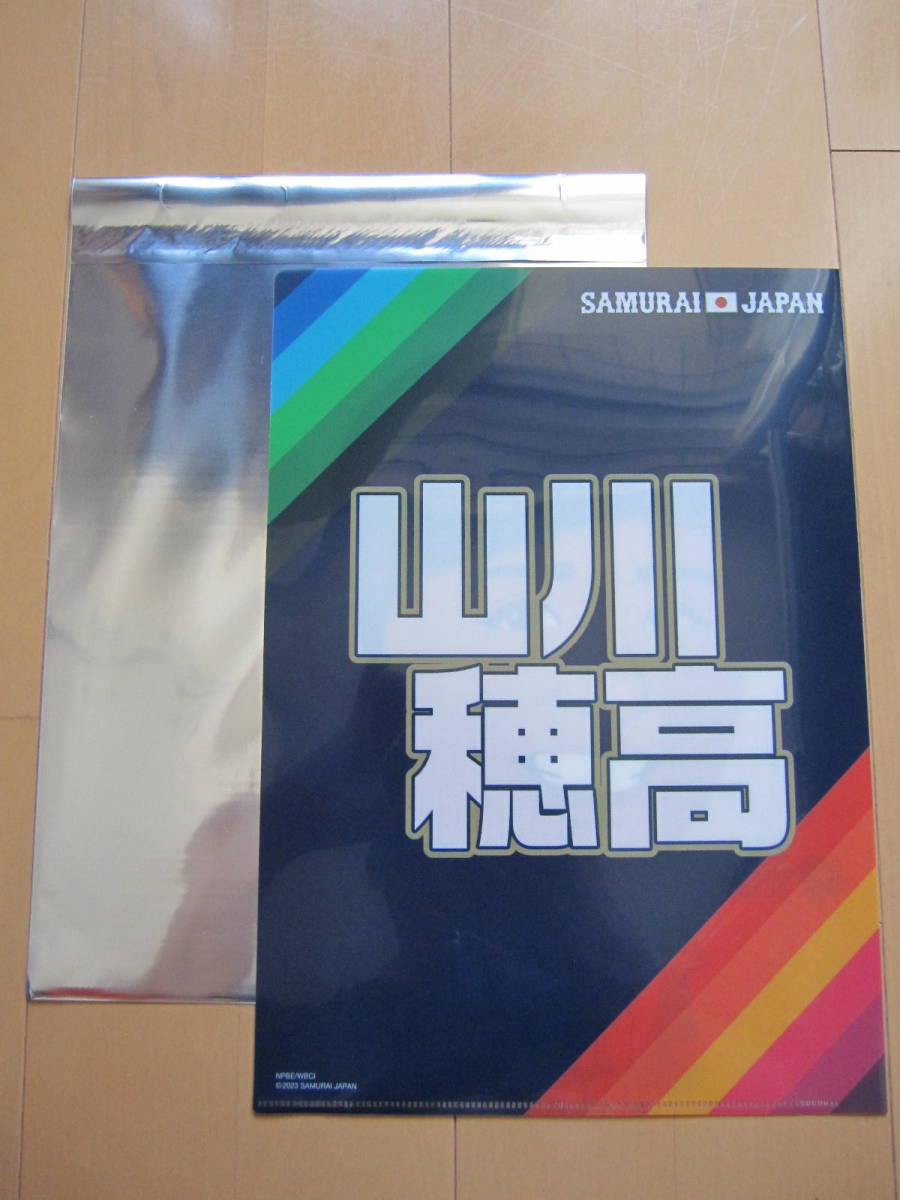 SAMURAI JAPAN
山川
穂高
NPBE/WBCI
©2023 SAMURAI JAPAN